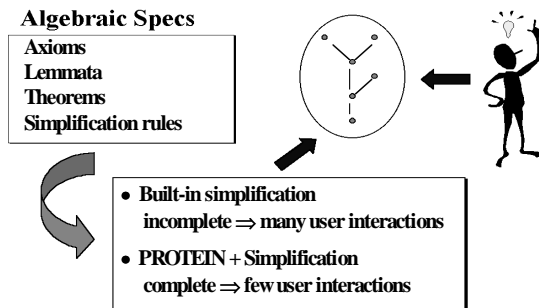 Algebraic Specs
Axioms
Lemmata
Theorems
Simplification rules
• Built-in simplification
incomplete ⇒ many user interactions
• PROTEIN + Simplification
complete ⇒ few user interactions